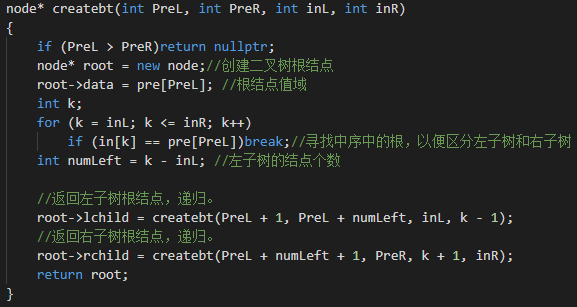 node* createbt(int PreL, int PreR, int inL, int inR)
{
    if (PreL > PreR)return nullptr;
    node* root = new node;//创建二叉树根结点
    root->data = pre[PreL]; //根结点值域
    int k;
    for (k = inL; k <= inR; k++)
        if (in[k] == pre[PreL])break;//寻找中序中的根，以便区分左子树和右子树
    int numLeft = k - inL; //左子树的结点个数

    //返回左子树根结点，递归。
    root->lchild = createbt(PreL + 1, PreL + numLeft, inL, k - 1);
    //返回右子树根结点，递归。
    root->rchild = createbt(PreL + numLeft + 1, PreR, k + 1, inR);
    return root;
}